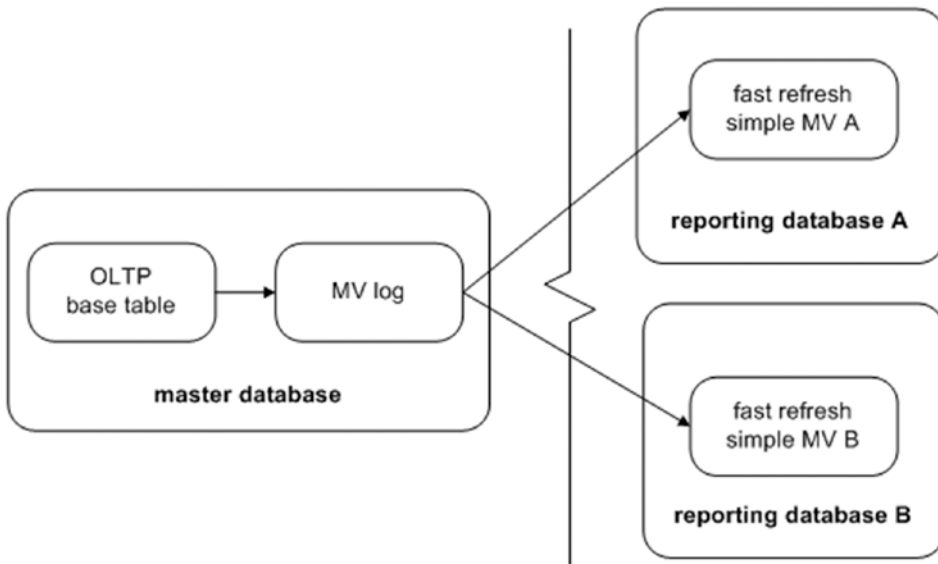 OLTP
base table
MV log
master database
fast refresh
simple MV A
reporting database A
fast refresh
simple MV B
reporting database B